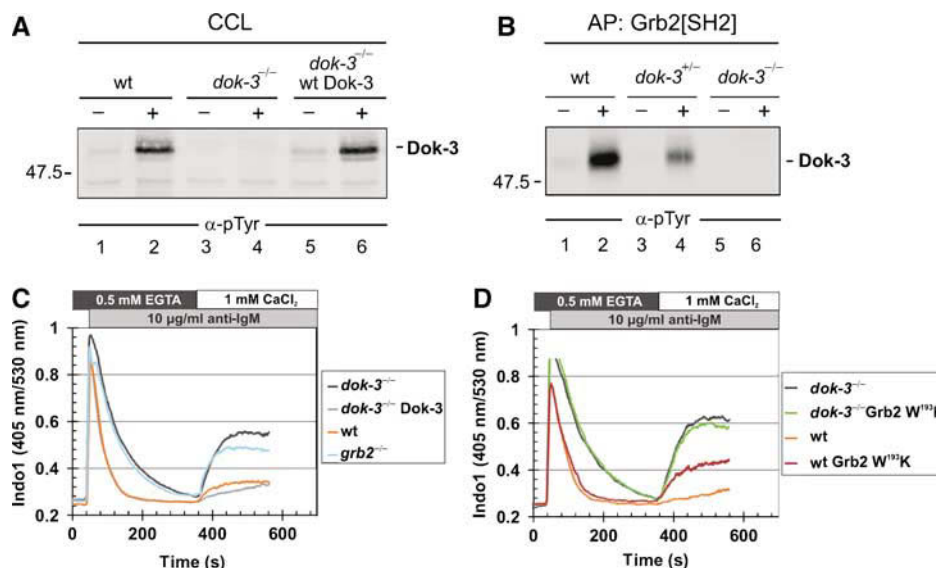 A
CCL
wt
dok-3−/−
dok-3−/−
wt Dok-3
− + − + − +
47.5 –
- Dok-3
α-pTyr
1 2 3 4 5 6
B
AP: Grb2[SH2]
wt
dok-3+/−
dok-3−/−
− + − + − +
47.5 –
- Dok-3
α-pTyr
1 2 3 4 5 6
C
0.5 mM EGTA
1 mM CaCl2
10 µg/ml anti-IgM
Indo1 (405 nm/530 nm)
1
0.8
0.6
0.4
0.2
0 200 400 600
Time (s)
dok-3−/−
dok-3−/− Dok-3
wt
grb2−/−
D
0.5 mM EGTA
1 mM CaCl2
10 µg/ml anti-IgM
Indo1 (405 nm/530 nm)
1
0.8
0.6
0.4
0.2
0 200 400 600
Time (s)
dok-3−/−
dok-3−/− Grb2 W193
wt
wt Grb2 W193K